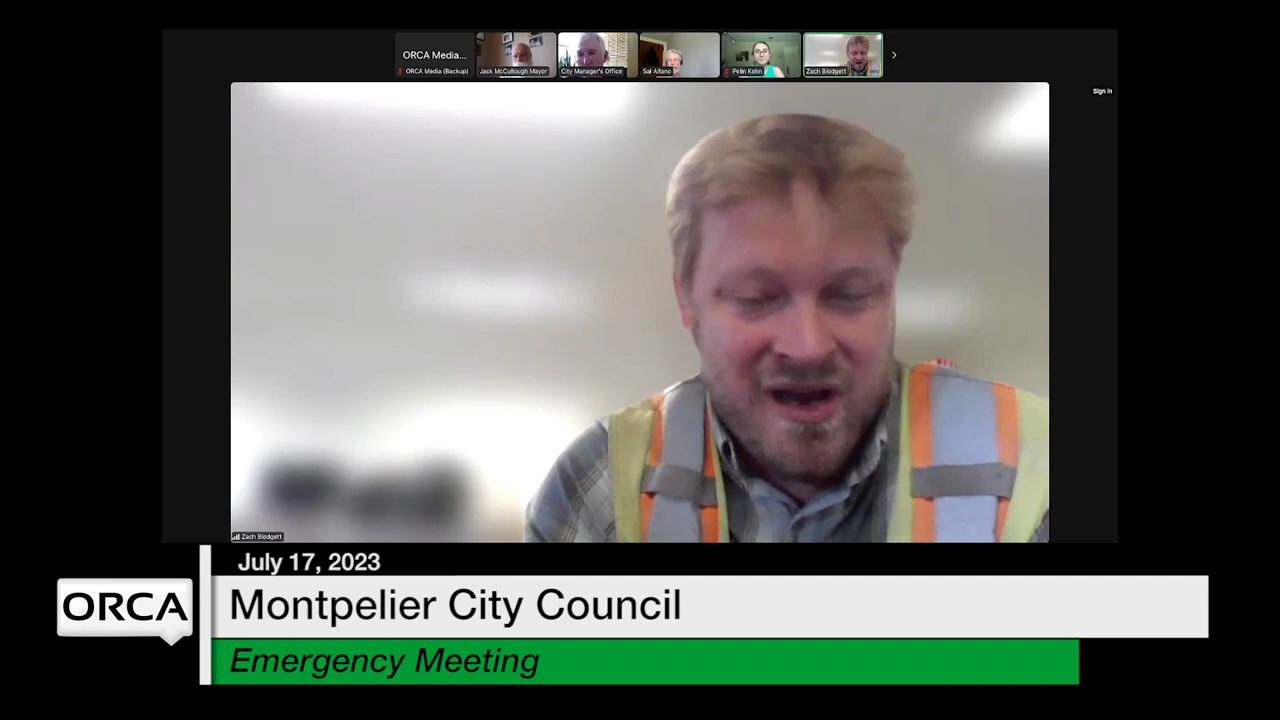 ORCA Media...
ORCA Media (Backup)
Jack McCullough Mayor
City Manager's Office
Sal Alfano
Pelin Kohn
Zach Blodgett
Sign in
Zach Blodgett
July 17, 2023
ORCA
Montpelier City Council
Emergency Meeting